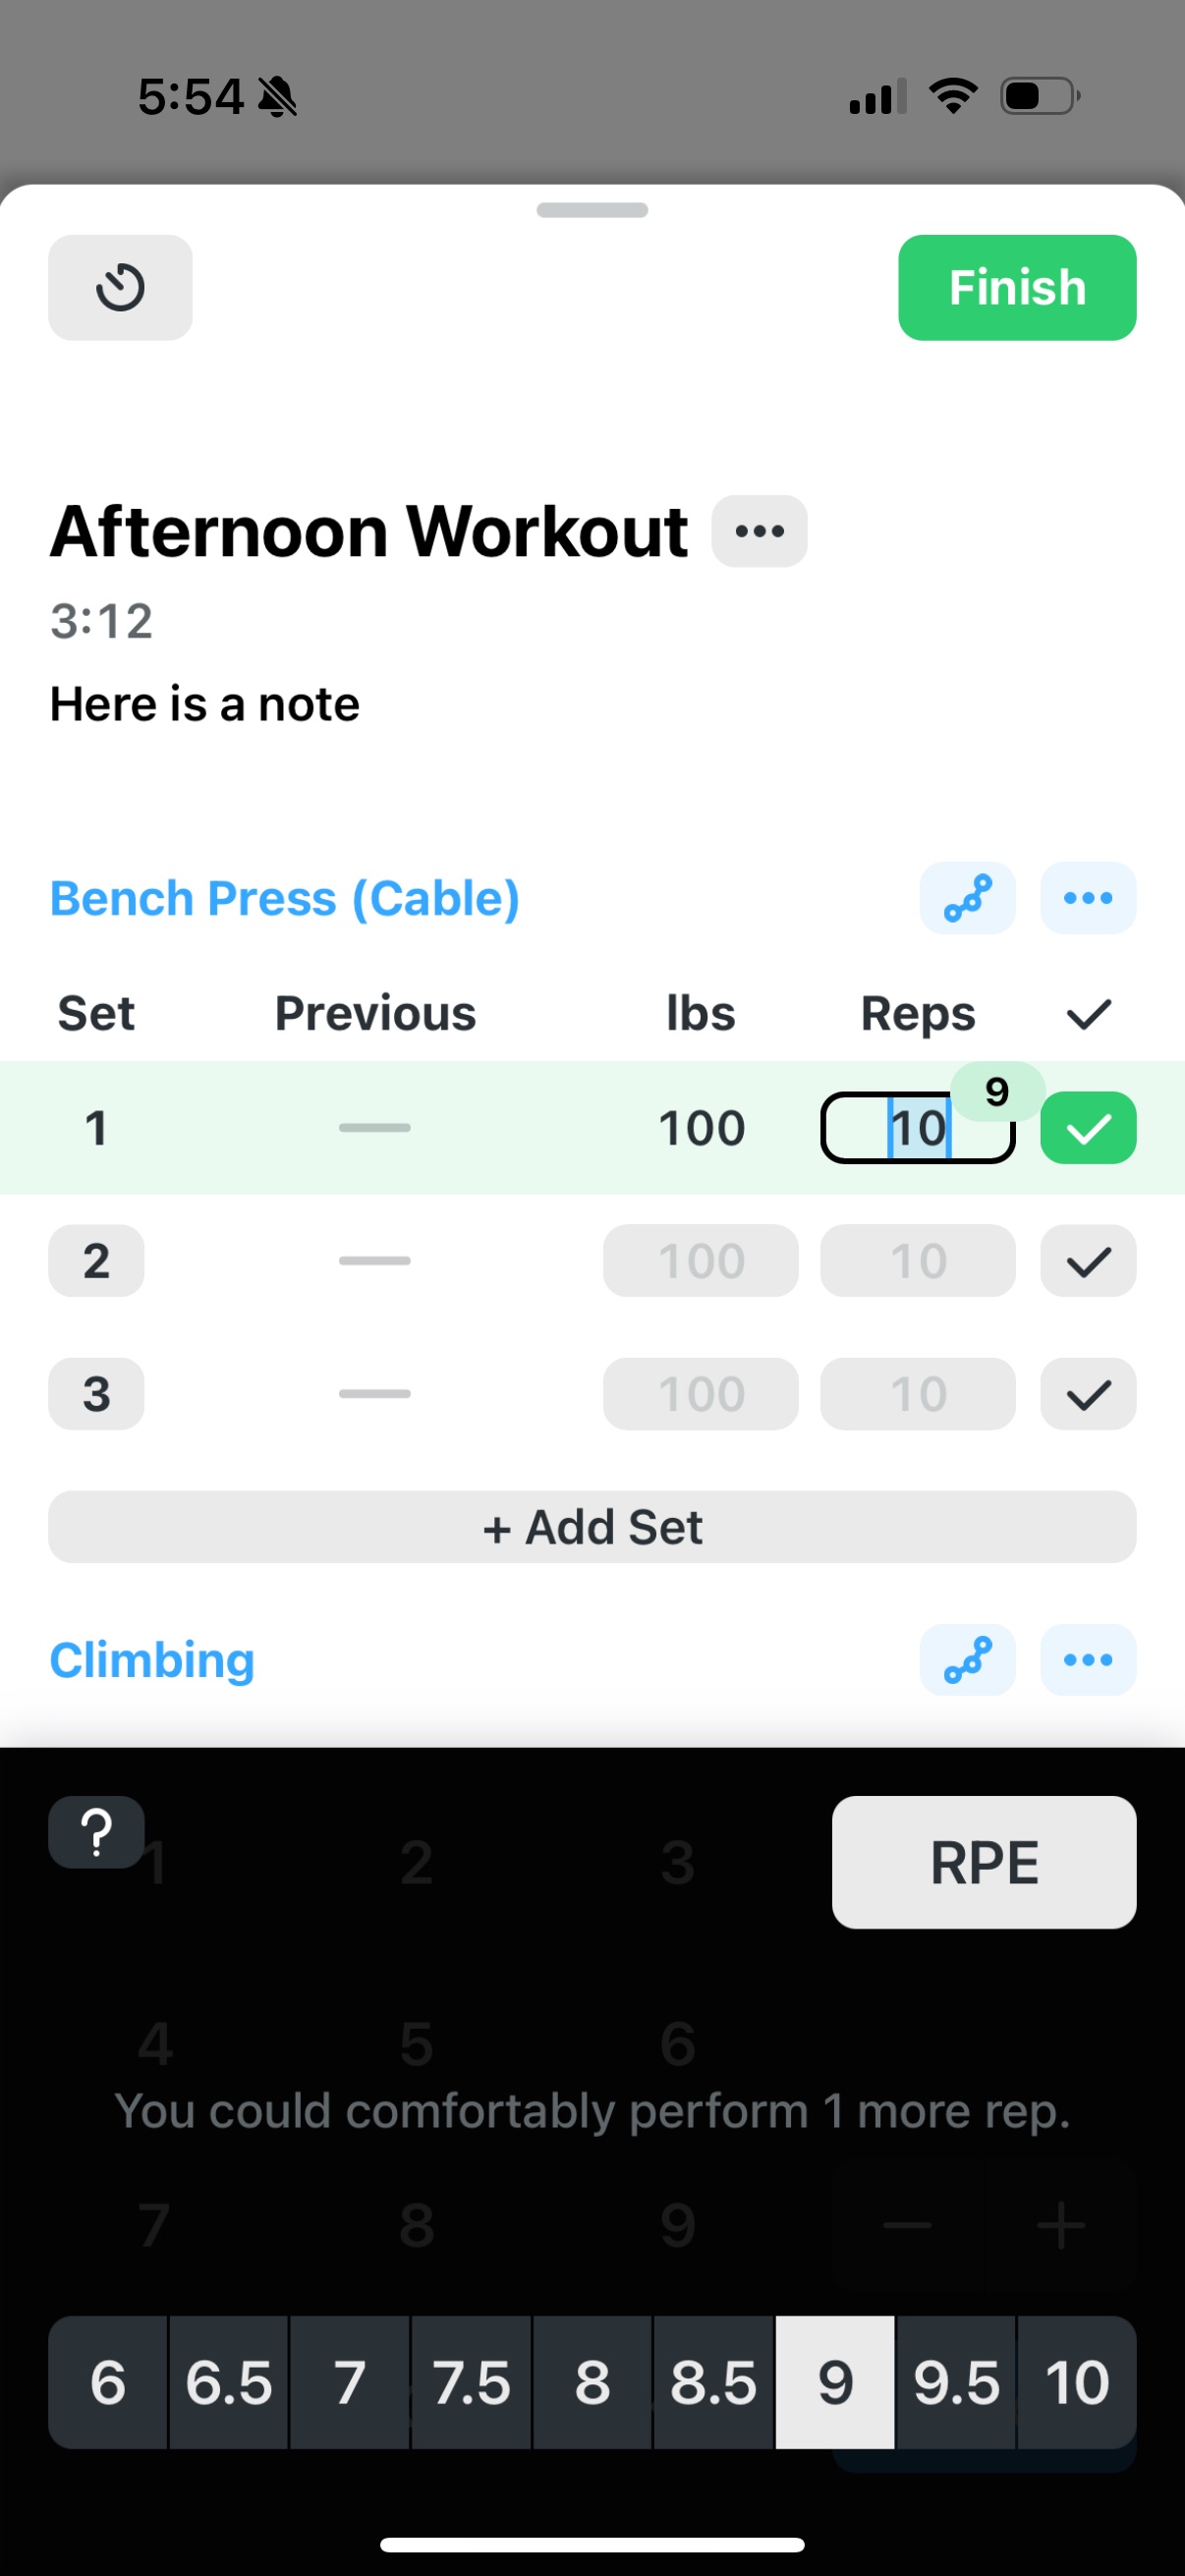 5:54
Finish
Afternoon Workout
3:12
Here is a note
Bench Press (Cable)
Set Previous lbs Reps
1 100 10 9
2 100 10
3 100 10
+ Add Set
Climbing
?
1 2 3 RPE
4 5 6
You could comfortably perform 1 more rep.
7 8 9 — +
6 6.5 7 7.5 8 8.5 9 9.5 10